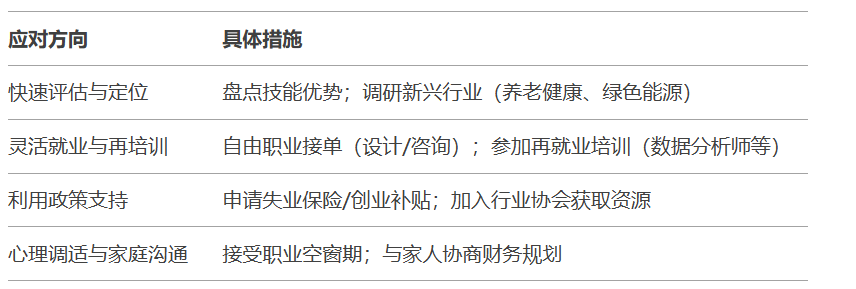 应对方向 具体措施
快速评估与定位 盘点技能优势；调研新兴行业（养老健康、绿色能源）
灵活就业与再培训 自由职业接单（设计/咨询）；参加再就业培训（数据分析师等）
利用政策支持 申请失业保险/创业补贴；加入行业协会获取资源
心理调适与家庭沟通 接受职业空窗期；与家人协商财务规划